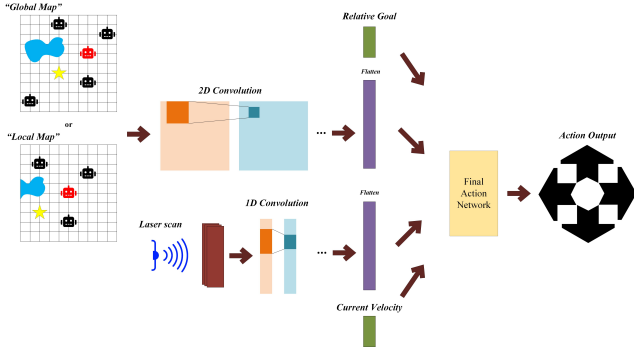 “Global Map”
or
“Local Map”
2D Convolution
...
Relative Goal
Flatten
Laser scan
1D Convolution
...
Flatten
Current Velocity
Final
Action
Network
Action Output